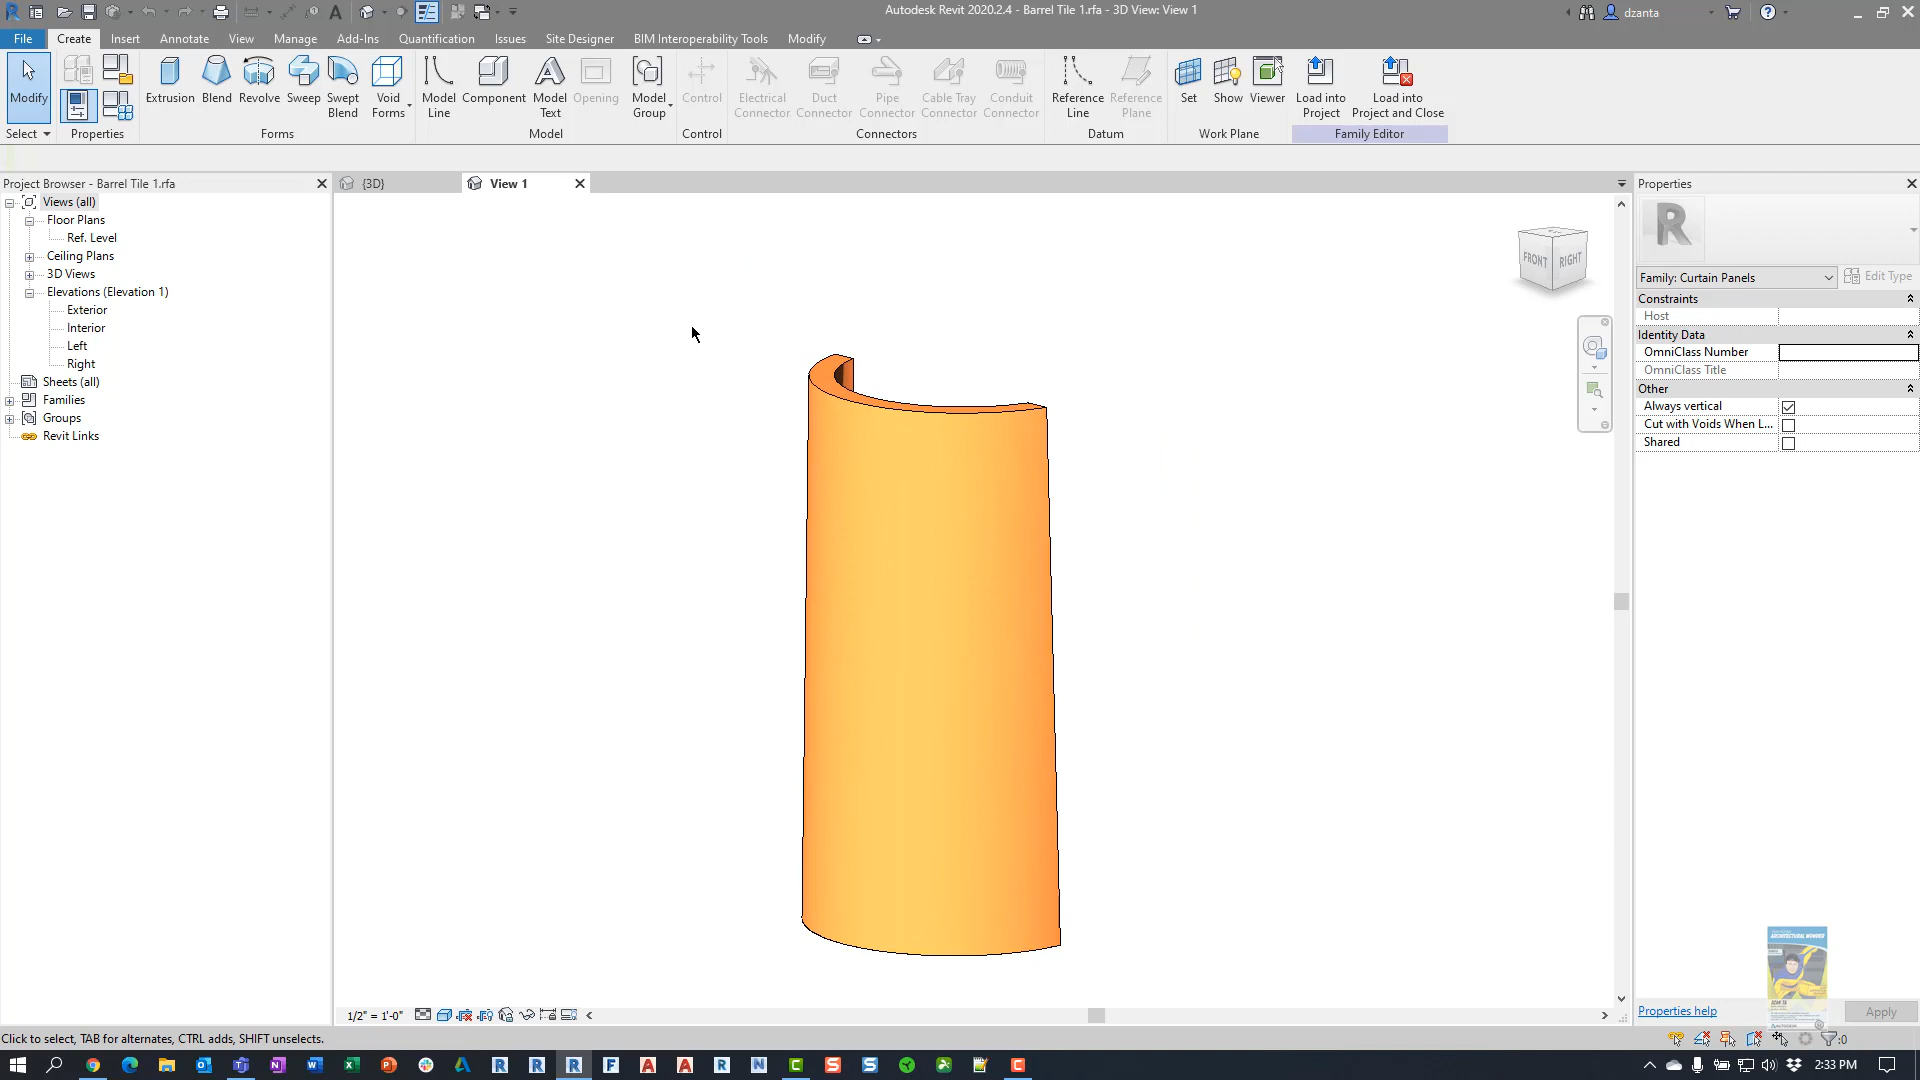 Autodesk Revit 2020.2.4 - Barrel Tile 1.rfa - 3D View: View 1
dzanta
File
Create
Insert
Annotate
View
Manage
Add-Ins
Quantification
Issues
Site Designer
BIM Interoperability Tools
Modify
Modify
Extrusion
Blend
Revolve
Sweep
Swept Blend
Void Forms
Model Line
Component
Model Text
Opening
Model Group
Control
Electrical Connector
Duct Connector
Pipe Connector
Cable Tray Connector
Conduit Connector
Reference Line
Reference Plane
Set
Show
Viewer
Load into Project
Load into Project and Close
Select
Properties
Forms
Model
Control
Connectors
Datum
Work Plane
Family Editor
Project Browser - Barrel Tile 1.rfa
{3D}
View 1
Properties
Views (all)
Floor Plans
Ref. Level
Ceiling Plans
3D Views
Elevations (Elevation 1)
Exterior
Interior
Left
Right
Sheets (all)
Families
Groups
Revit Links
FRONT
RIGHT
Family: Curtain Panels
Edit Type
Constraints
Host
Identity Data
OmniClass Number
OmniClass Title
Other
Always vertical
Cut with Voids When L...
Shared
Properties help
Apply
1/2" = 1'-0"
Click to select, TAB for alternates, CTRL adds, SHIFT unselects.
:0
2:33 PM